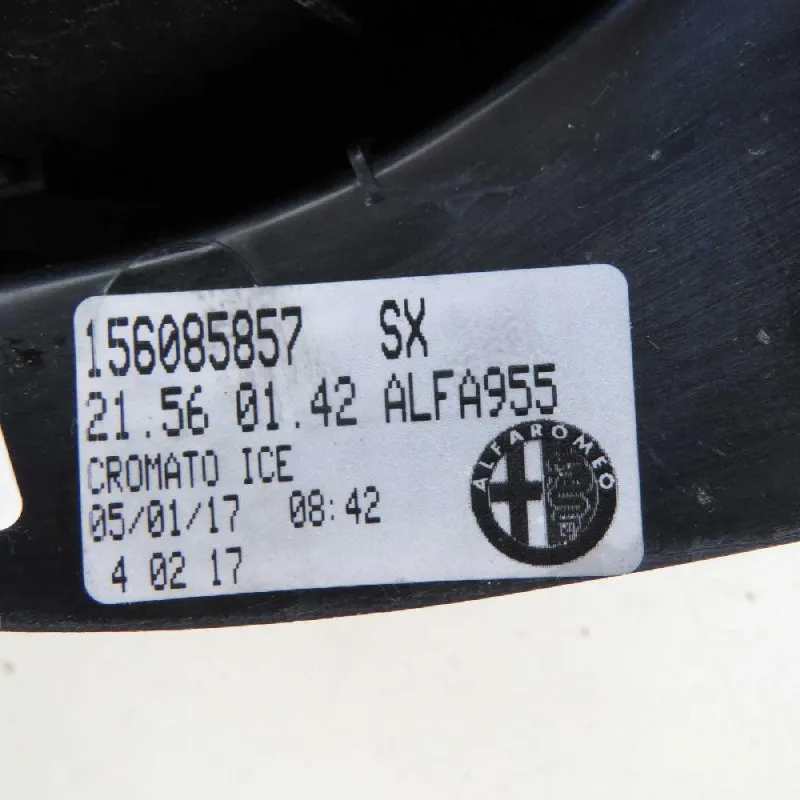 156085857 SX
21.56 01.42 ALFA955
CROMATO ICE
05/01/17 08:42
4 02 17
ALFA ROMEO